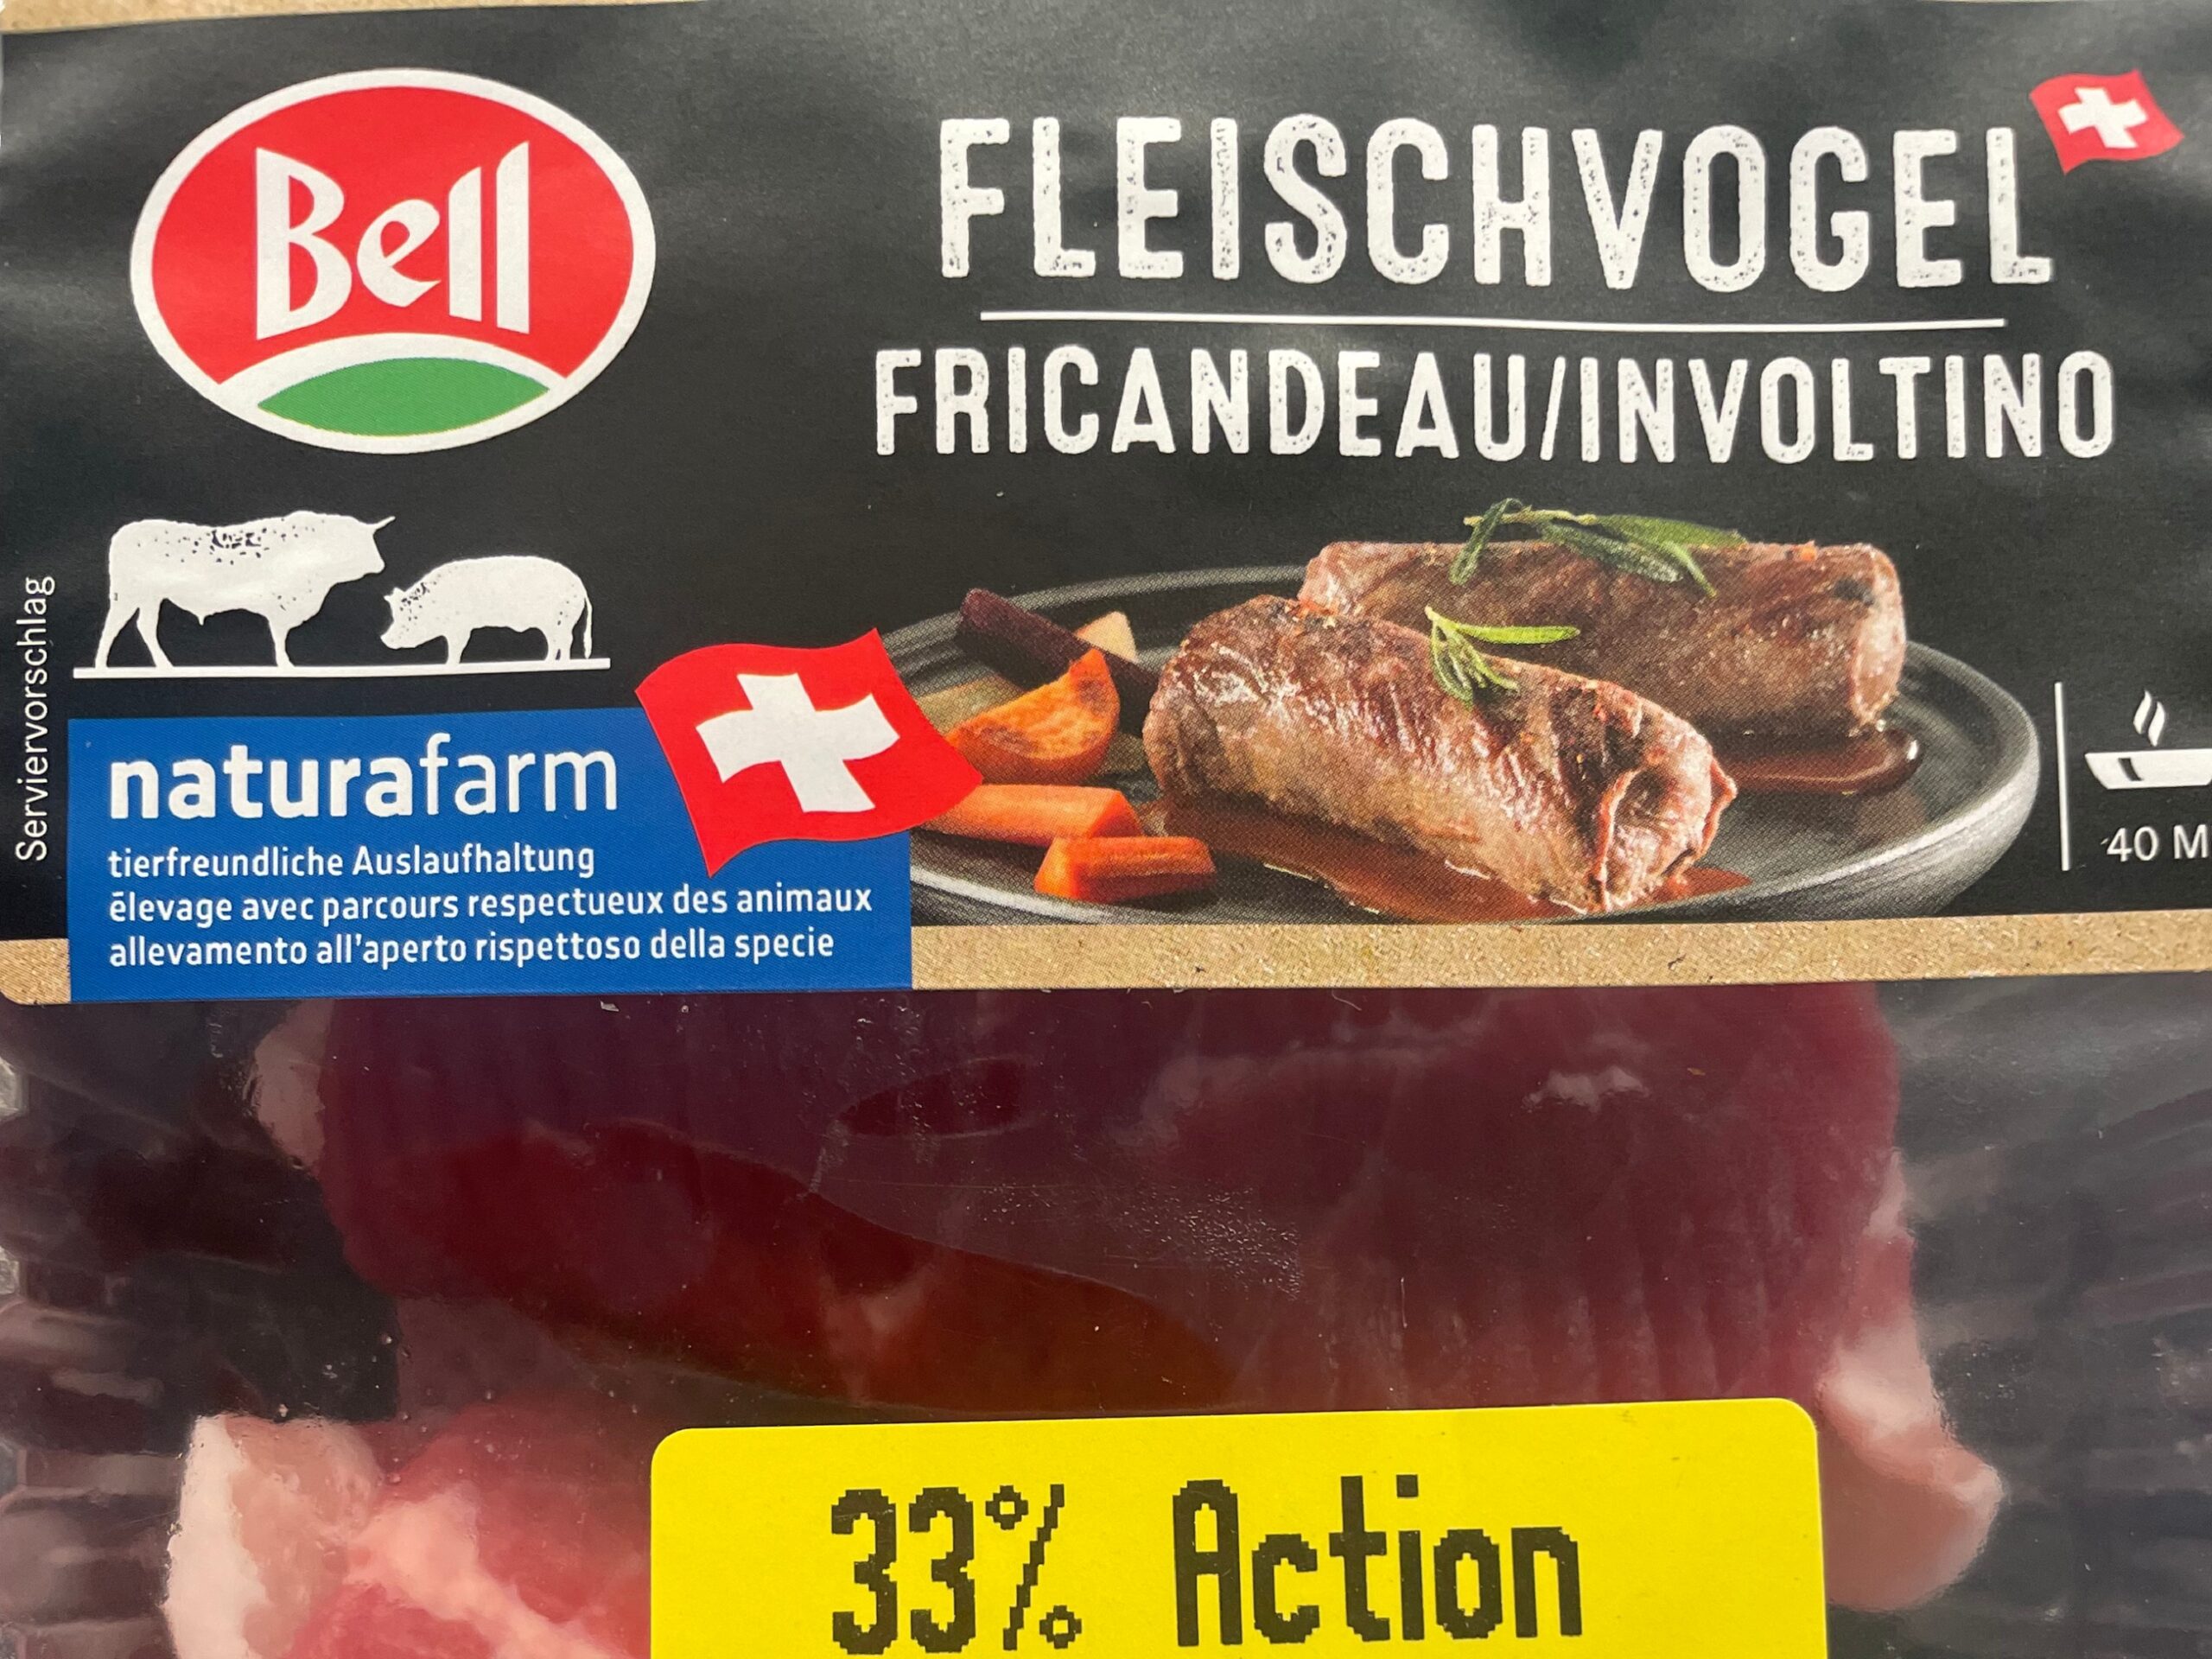 Bell
FLEISCHVOGEL
FRICANDEAU/INVOLTINO
Serviervorschlag
naturafarm
tierfreundliche Auslaufhaltung
élevage avec parcours respectueux des animaux
allevamento all'aperto rispettoso della specie
40 M
33% Action